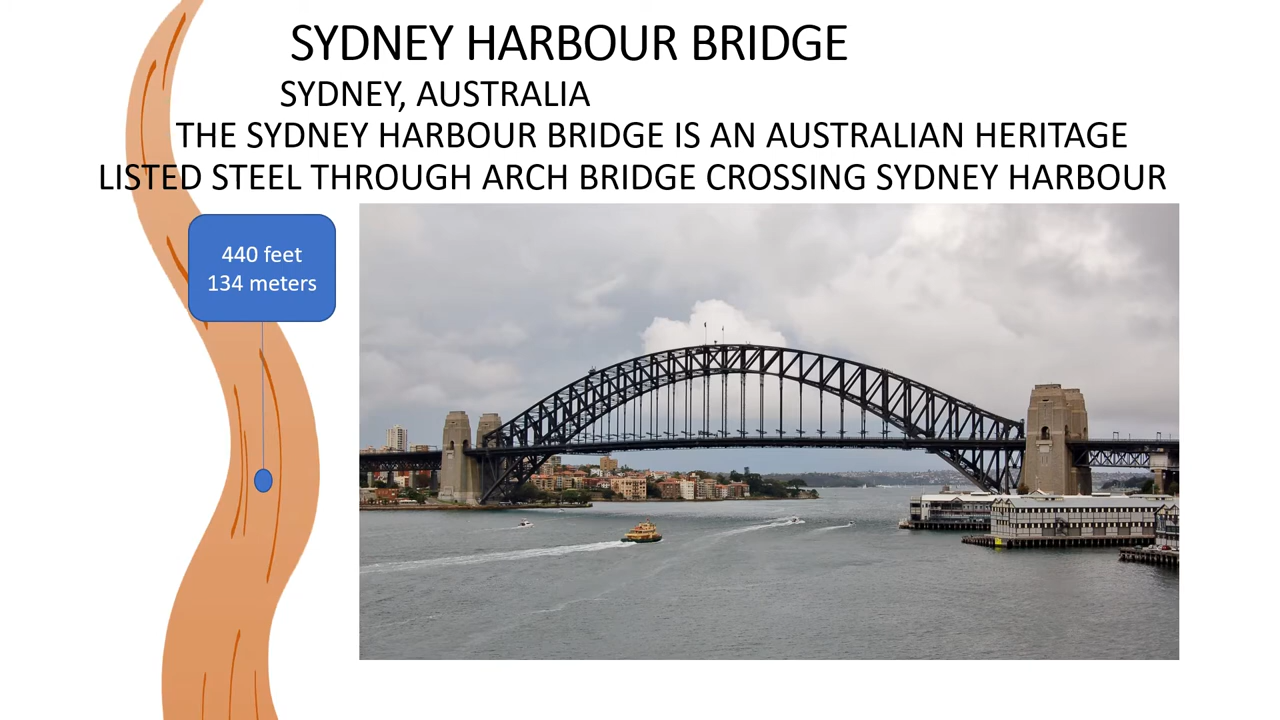 SYDNEY HARBOUR BRIDGE
SYDNEY, AUSTRALIA
THE SYDNEY HARBOUR BRIDGE IS AN AUSTRALIAN HERITAGE
LISTED STEEL THROUGH ARCH BRIDGE CROSSING SYDNEY HARBOUR
440 feet
134 meters